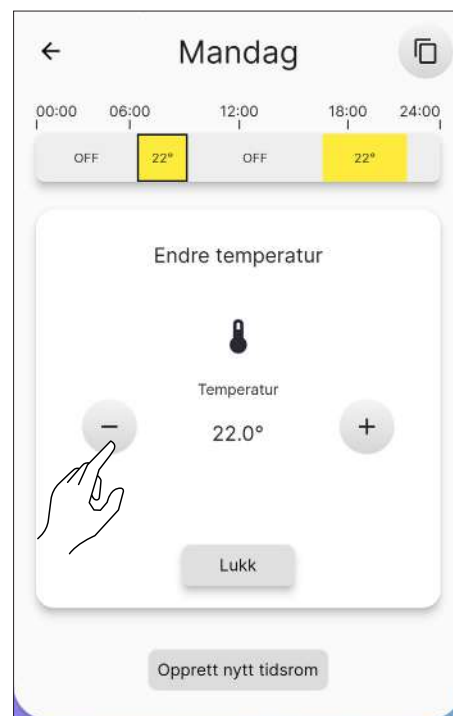 Mandag
00:00 06:00 12:00 18:00 24:00
OFF 22° OFF 22°
Endre temperatur
Temperatur
22.0°
Lukk
Opprett nytt tidsrom